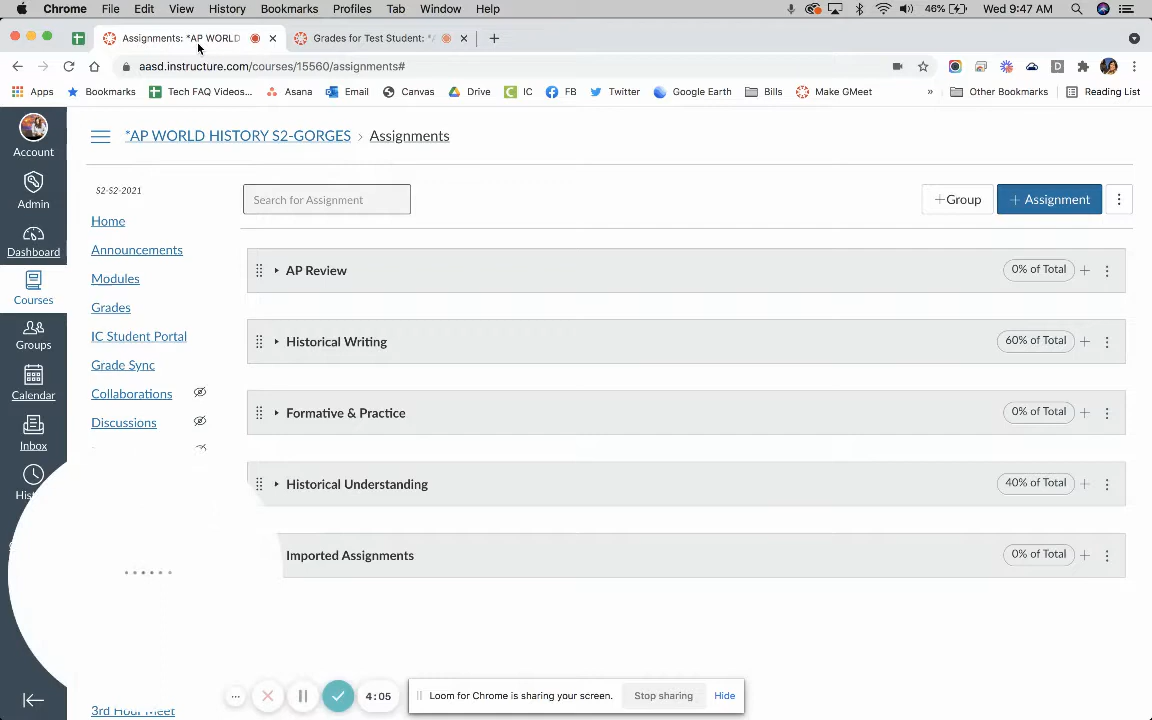 Chrome File Edit View History Bookmarks Profiles Tab Window Help 46% Wed 9:47 AM
Assignments: *AP WORLD Grades for Test Student: *
aasd.instructure.com/courses/15560/assignments#
Apps Bookmarks Tech FAQ Videos... Asana Email Canvas Drive IC FB Twitter Google Earth Bills Make GMeet » Other Bookmarks Reading List
*AP WORLD HISTORY S2-GORGES › Assignments
Account
Admin
Dashboard
Courses
Groups
Calendar
Inbox
S2-S2-2021
Home
Announcements
Modules
Grades
IC Student Portal
Grade Sync
Collaborations
Discussions
3rd Hour Meet
Search for Assignment
+Group
+ Assignment
AP Review 0% of Total
Historical Writing 60% of Total
Formative & Practice 0% of Total
Historical Understanding 40% of Total
Imported Assignments 0% of Total
4:05
Loom for Chrome is sharing your screen. Stop sharing Hide